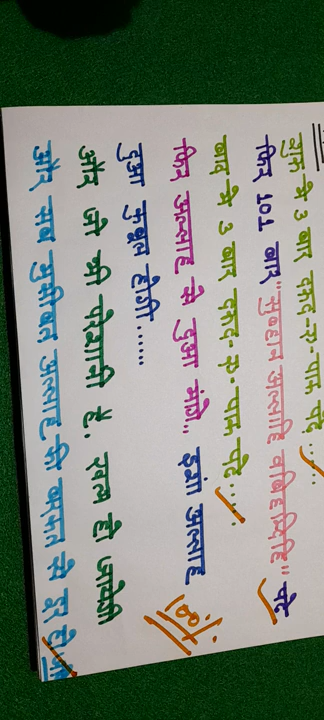 शुरू मे 3 बार दरुद-ए-पाक पढे.....
फिर 101 बार "सुबहान अल्लाहि वबिहम्दिहि" पढे
बाद मे 3 बार दरुद-ए-पाक पढे.....
फिर अल्लाह से दुआ मांगे.. इंशा अल्लाह
दुआ कुबूल होगी......
और जो भी परेशानी हैं. खत्म हो जायेगी
और सब मुसीबत अल्लाह की रहमत से दूर